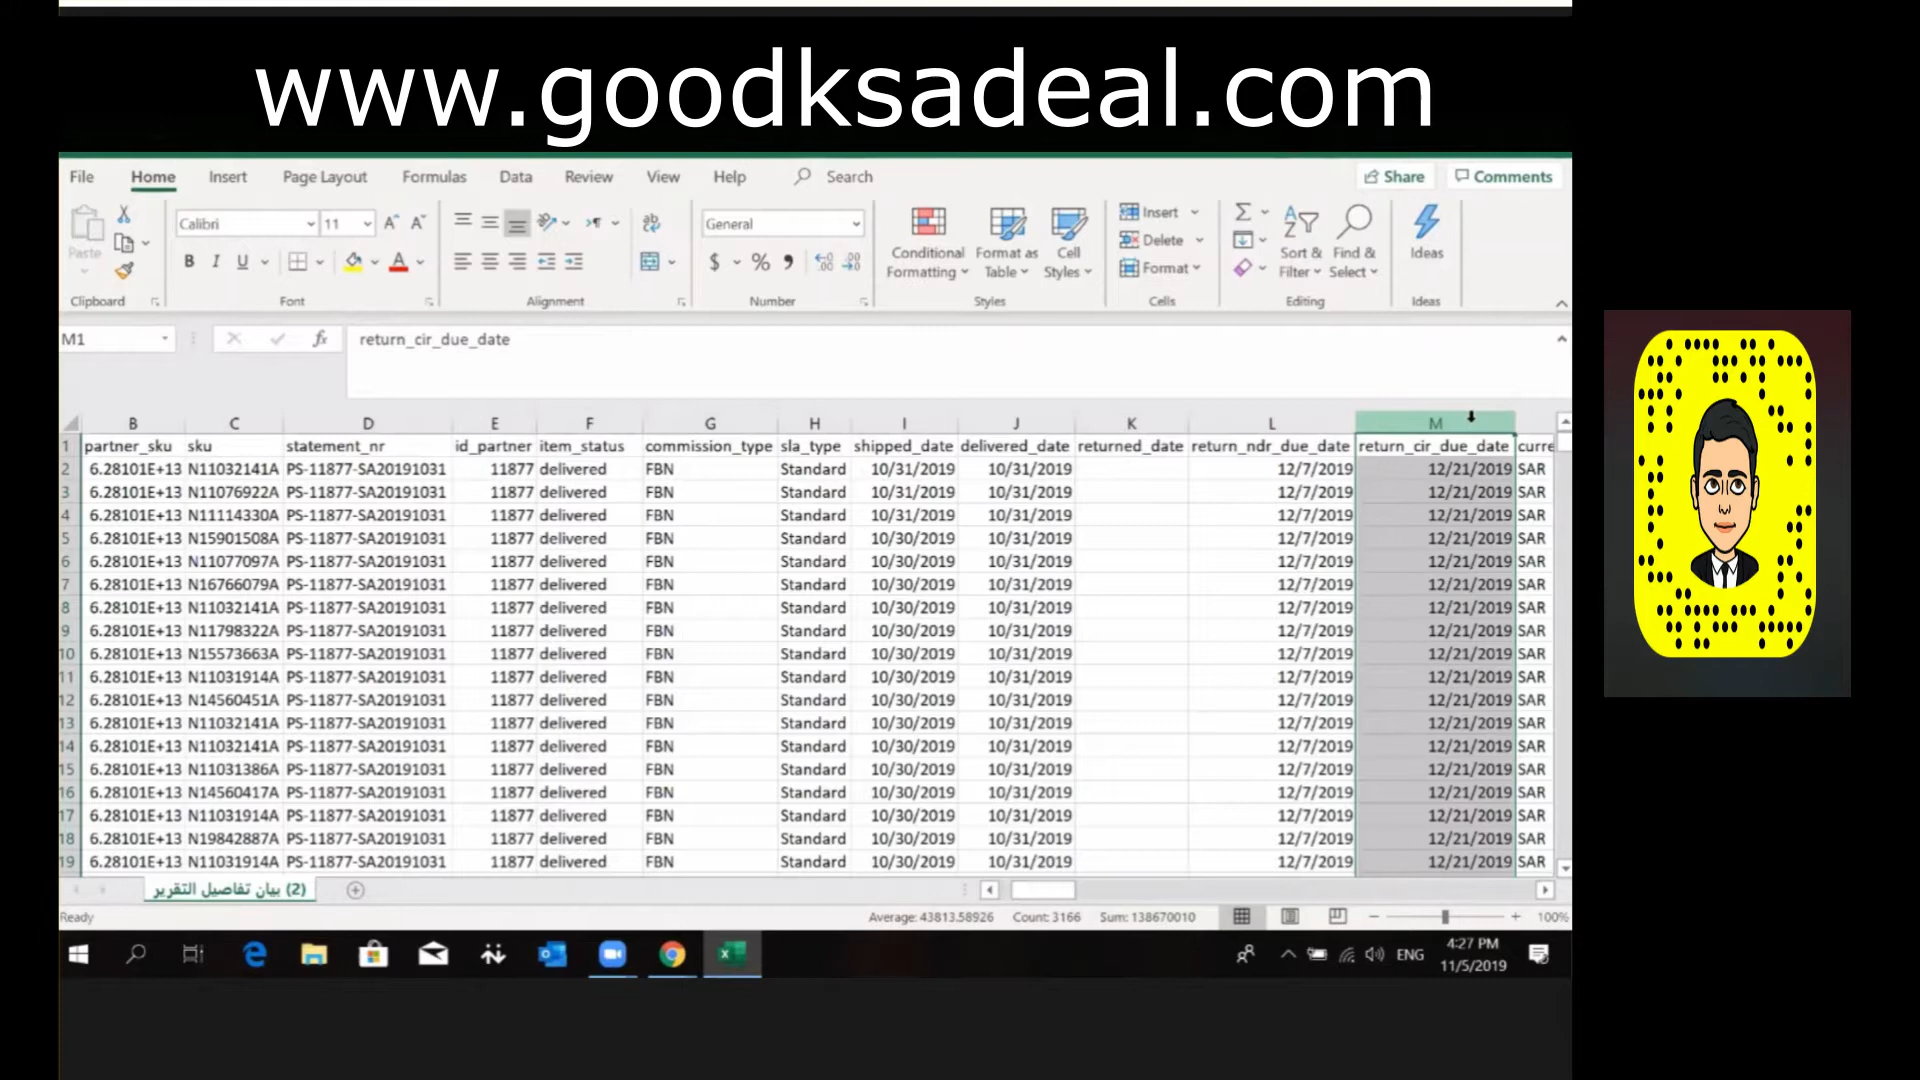 www.goodksadeal.com
File Home Insert Page Layout Formulas Data Review View Help Search Share Comments
Paste Calibri 11 General Conditional Formatting Format as Table Cell Styles Insert Delete Format Sort & Filter Find & Select Ideas
Clipboard Font Alignment Number Styles Cells Editing Ideas
M1 fx return_cir_due_date
B C D E F G H I J K L M
1 partner_sku sku statement_nr id_partner item_status commission_type sla_type shipped_date delivered_date returned_date return_ndr_due_date return_cir_due_date curre
2 6.28101E+13 N11032141A PS-11877-SA20191031 11877 delivered FBN Standard 10/31/2019 10/31/2019 12/7/2019 12/21/2019 SAR
3 6.28101E+13 N11076922A PS-11877-SA20191031 11877 delivered FBN Standard 10/31/2019 10/31/2019 12/7/2019 12/21/2019 SAR
4 6.28101E+13 N11114330A PS-11877-SA20191031 11877 delivered FBN Standard 10/31/2019 10/31/2019 12/7/2019 12/21/2019 SAR
5 6.28101E+13 N15901508A PS-11877-SA20191031 11877 delivered FBN Standard 10/30/2019 10/31/2019 12/7/2019 12/21/2019 SAR
6 6.28101E+13 N11077097A PS-11877-SA20191031 11877 delivered FBN Standard 10/30/2019 10/31/2019 12/7/2019 12/21/2019 SAR
7 6.28101E+13 N16766079A PS-11877-SA20191031 11877 delivered FBN Standard 10/30/2019 10/31/2019 12/7/2019 12/21/2019 SAR
8 6.28101E+13 N11032141A PS-11877-SA20191031 11877 delivered FBN Standard 10/30/2019 10/31/2019 12/7/2019 12/21/2019 SAR
9 6.28101E+13 N11798322A PS-11877-SA20191031 11877 delivered FBN Standard 10/30/2019 10/31/2019 12/7/2019 12/21/2019 SAR
10 6.28101E+13 N15573663A PS-11877-SA20191031 11877 delivered FBN Standard 10/30/2019 10/31/2019 12/7/2019 12/21/2019 SAR
11 6.28101E+13 N11031914A PS-11877-SA20191031 11877 delivered FBN Standard 10/30/2019 10/31/2019 12/7/2019 12/21/2019 SAR
12 6.28101E+13 N14560451A PS-11877-SA20191031 11877 delivered FBN Standard 10/30/2019 10/31/2019 12/7/2019 12/21/2019 SAR
13 6.28101E+13 N11032141A PS-11877-SA20191031 11877 delivered FBN Standard 10/30/2019 10/31/2019 12/7/2019 12/21/2019 SAR
14 6.28101E+13 N11032141A PS-11877-SA20191031 11877 delivered FBN Standard 10/30/2019 10/31/2019 12/7/2019 12/21/2019 SAR
15 6.28101E+13 N11031386A PS-11877-SA20191031 11877 delivered FBN Standard 10/30/2019 10/31/2019 12/7/2019 12/21/2019 SAR
16 6.28101E+13 N14560417A PS-11877-SA20191031 11877 delivered FBN Standard 10/30/2019 10/31/2019 12/7/2019 12/21/2019 SAR
17 6.28101E+13 N11031914A PS-11877-SA20191031 11877 delivered FBN Standard 10/30/2019 10/31/2019 12/7/2019 12/21/2019 SAR
18 6.28101E+13 N19842887A PS-11877-SA20191031 11877 delivered FBN Standard 10/30/2019 10/31/2019 12/7/2019 12/21/2019 SAR
19 6.28101E+13 N11031914A PS-11877-SA20191031 11877 delivered FBN Standard 10/30/2019 10/31/2019 12/7/2019 12/21/2019 SAR
بيان تفاصيل التقرير (2)
Ready Average: 43813.58926 Count: 3166 Sum: 138670010 100%
ENG 4:27 PM
11/5/2019